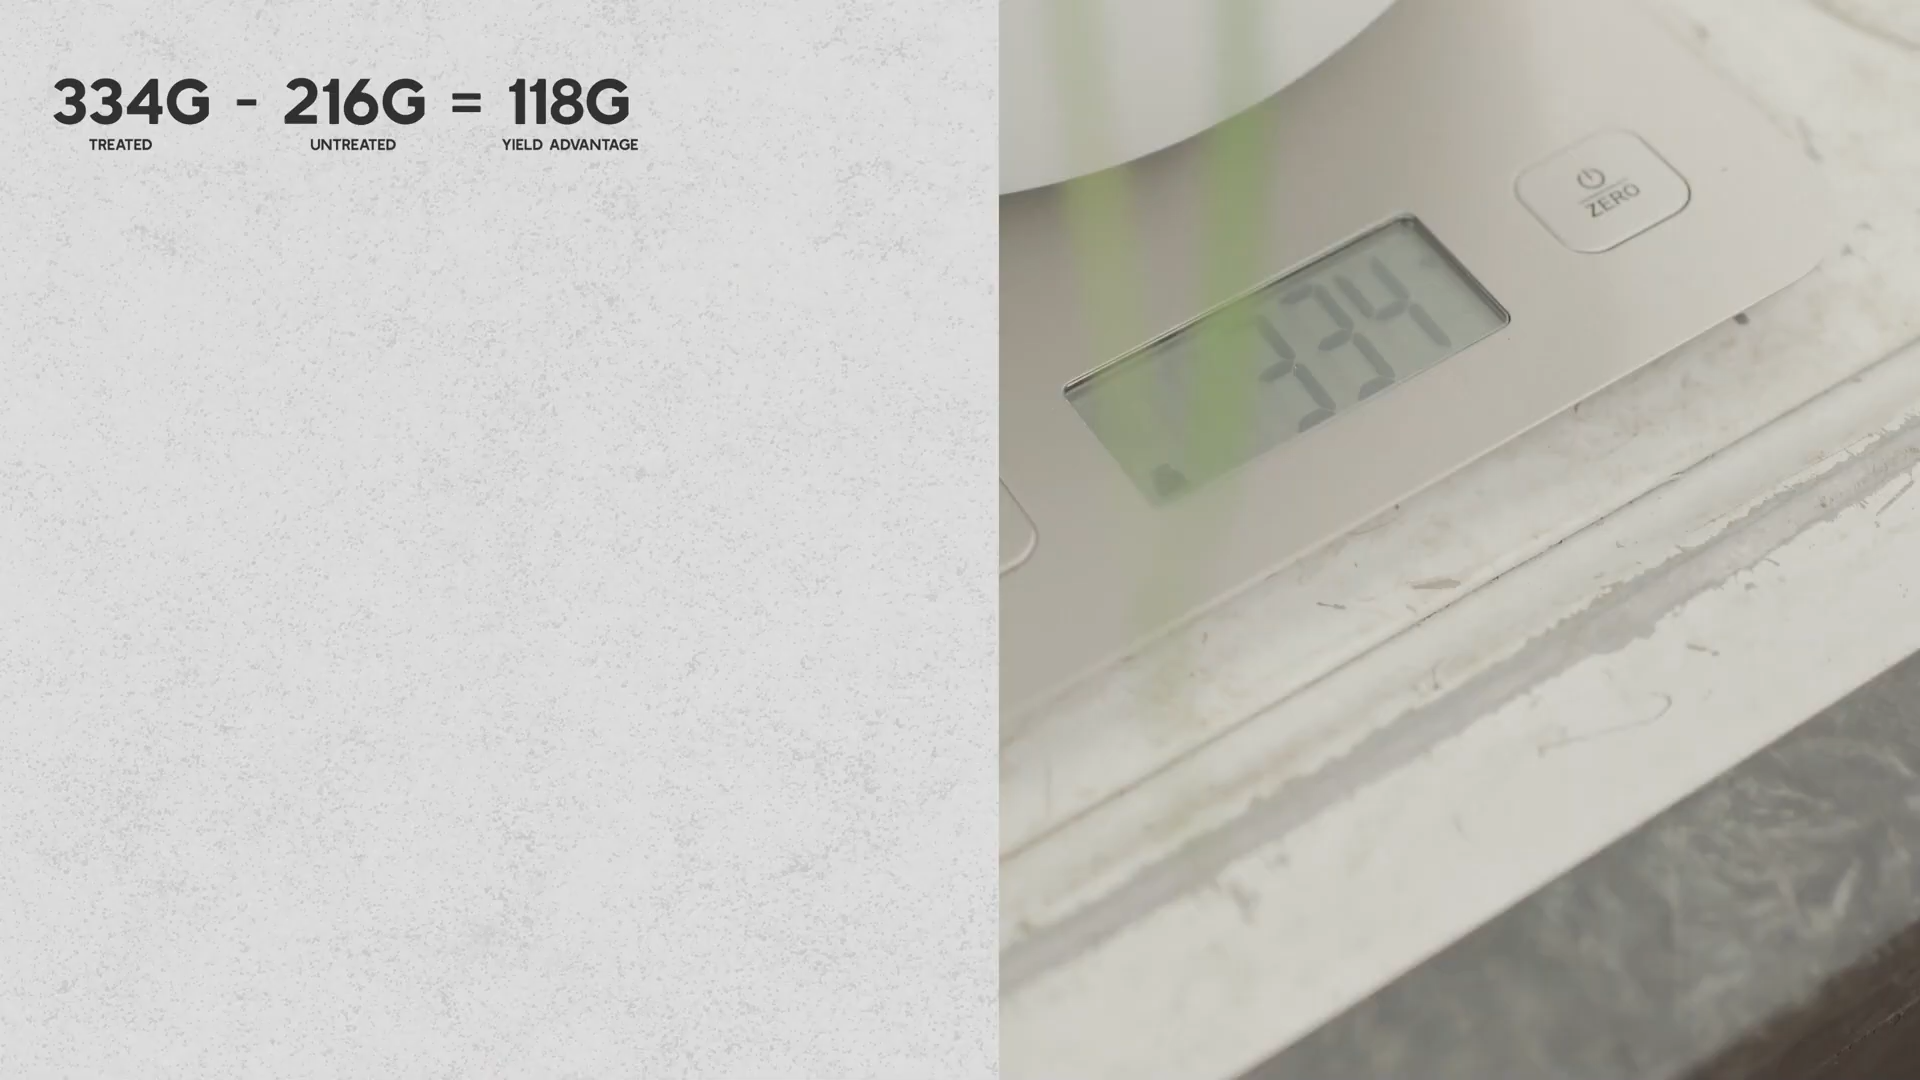 334G - 216G = 118G
TREATED UNTREATED YIELD ADVANTAGE
334
ZERO